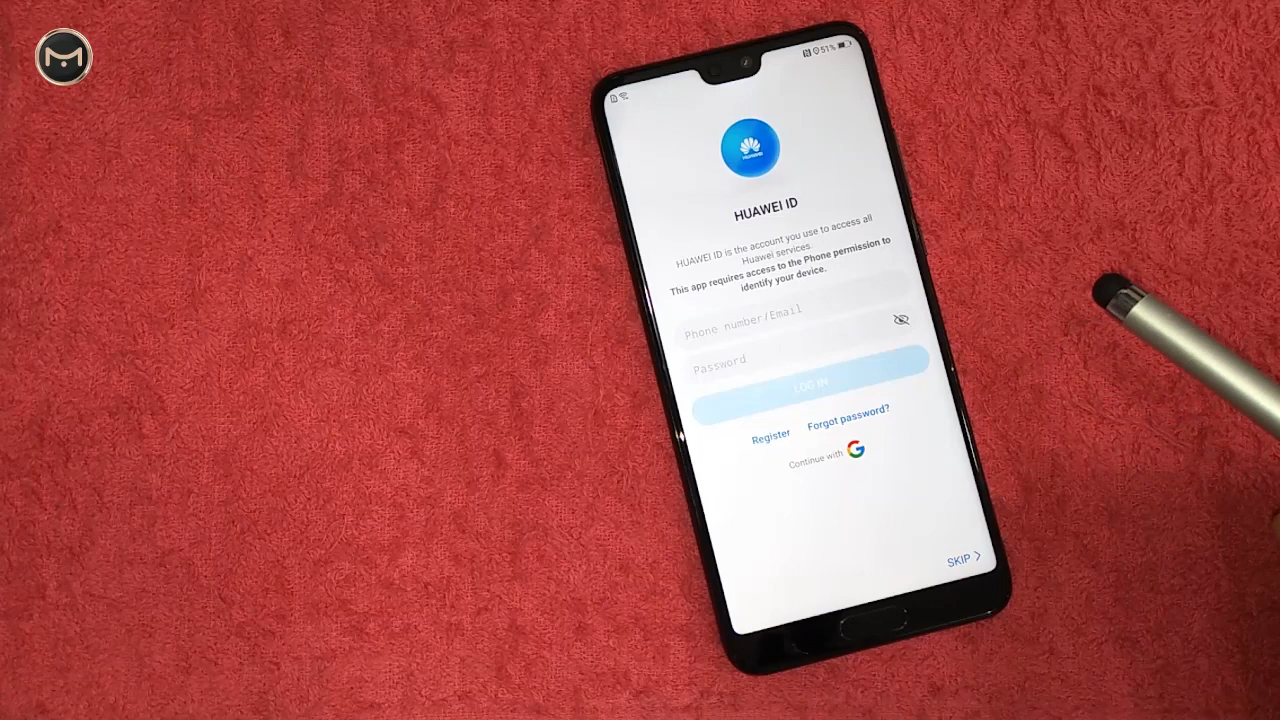 51%
HUAWEI
HUAWEI ID
HUAWEI ID is the account you use to access all
Huawei services.
This app requires access to the Phone permission to
identify your device.
Phone number/Email
Password
LOG IN
Register Forgot password?
Continue with G
SKIP